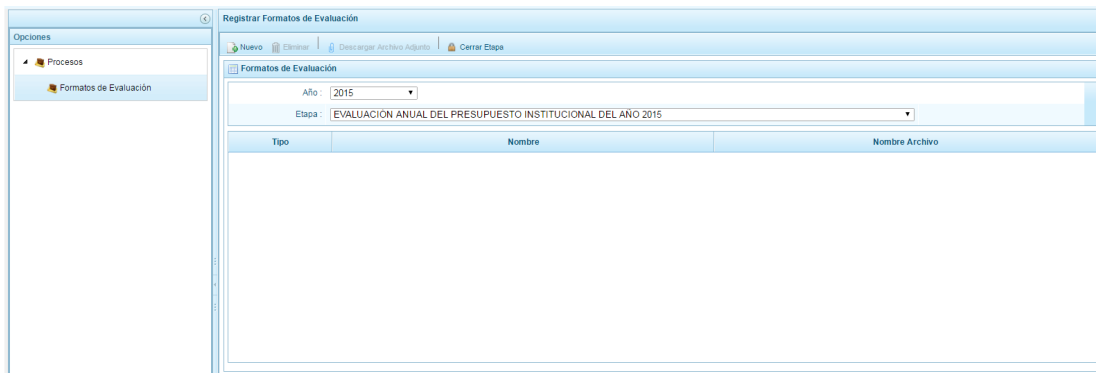 Opciones
Procesos
Formatos de Evaluación
Registrar Formatos de Evaluación
Nuevo Eliminar Descargar Archivo Adjunto Cerrar Etapa
Formatos de Evaluación
Año : 2015
Etapa : EVALUACIÓN ANUAL DEL PRESUPUESTO INSTITUCIONAL DEL AÑO 2015
Tipo Nombre Nombre Archivo